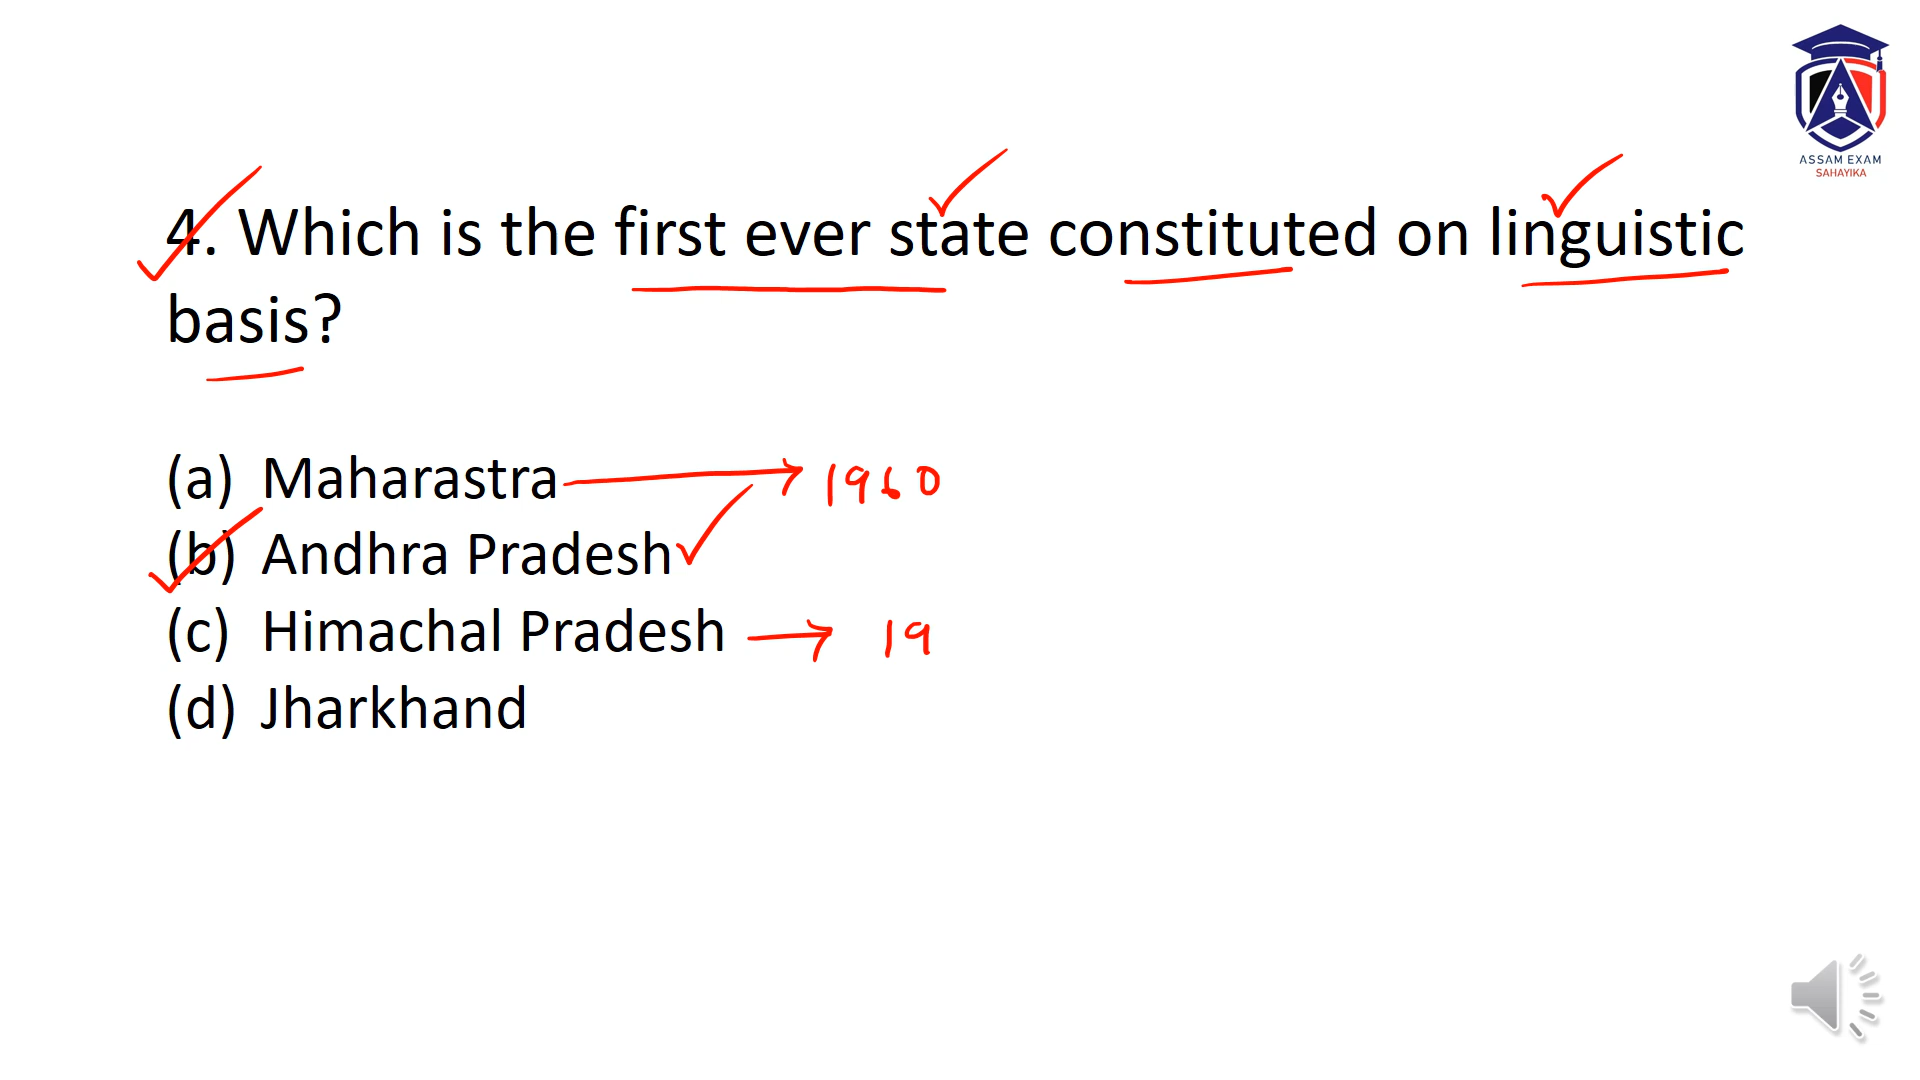 ASSAM EXAM
SAHAYIKA
4. Which is the first ever state constituted on linguistic
basis?
(a) Maharastra → 1960
(b) Andhra Pradesh
(c) Himachal Pradesh → 19
(d) Jharkhand